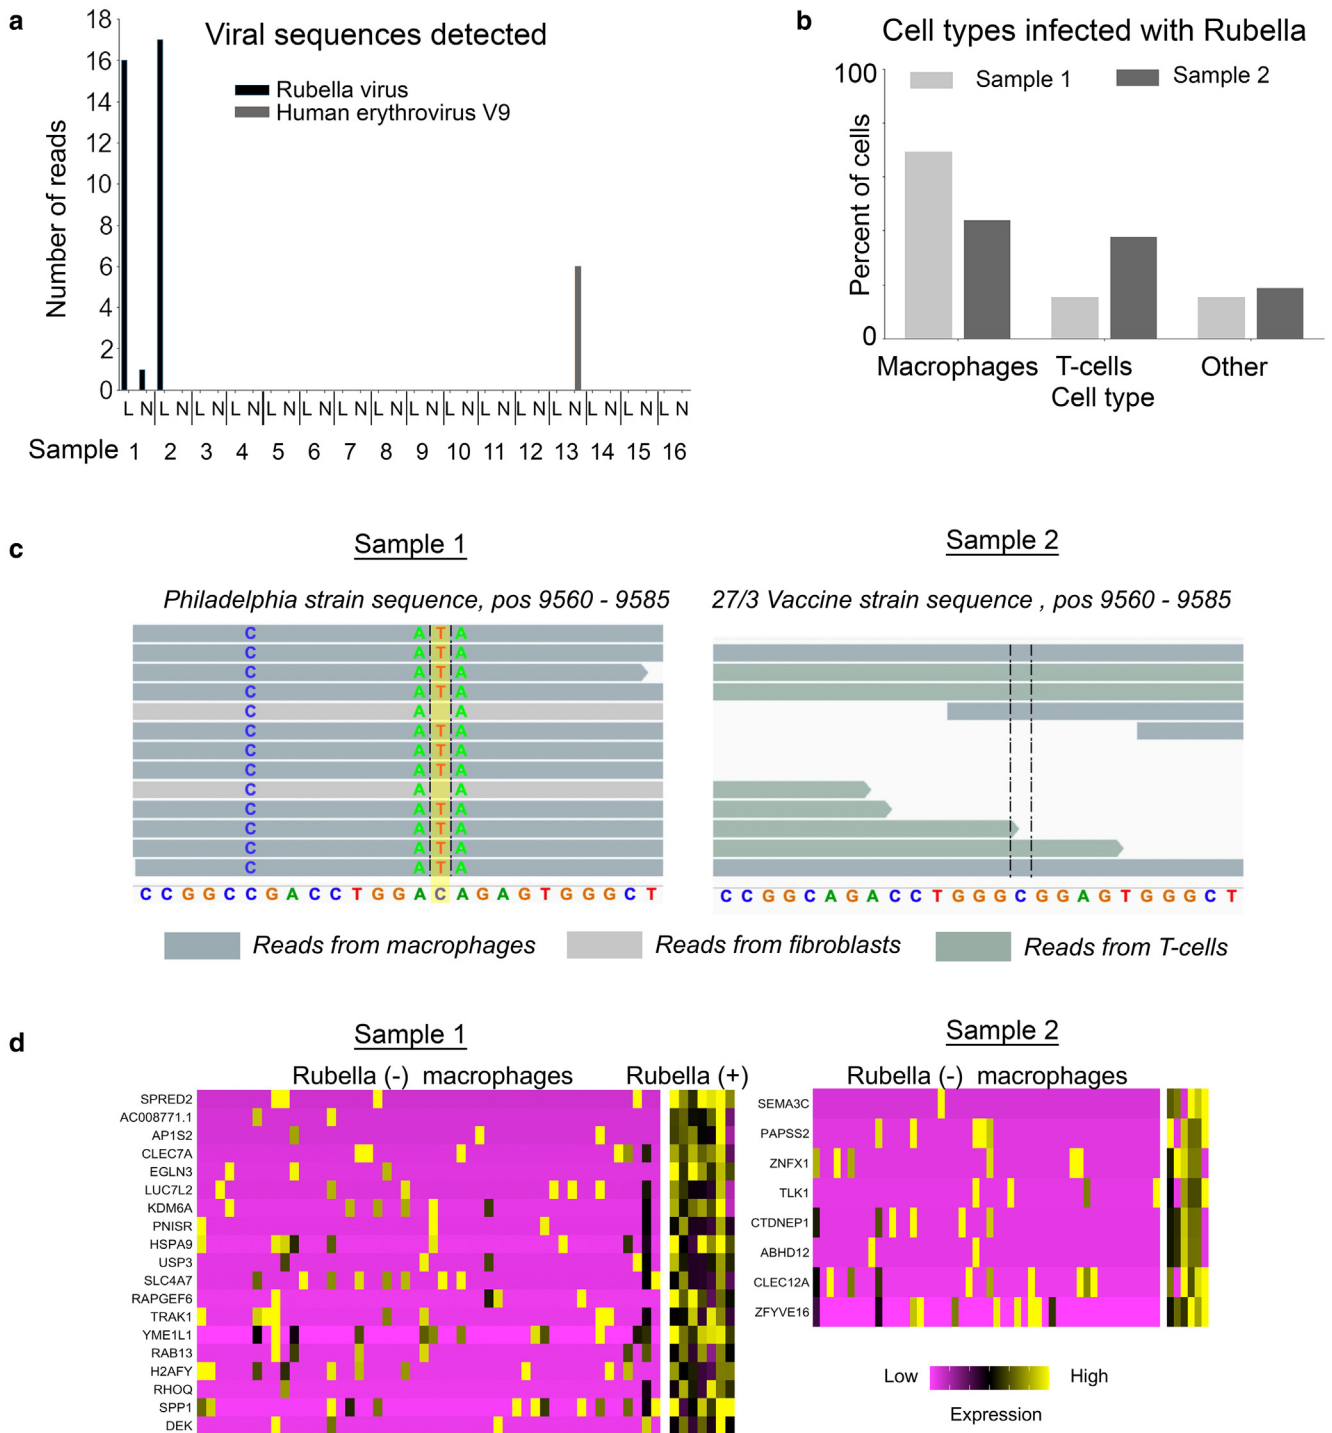 a
Viral sequences detected
Rubella virus
Human erythrovirus V9
Number of reads
18
16
14
12
10
8
6
4
2
0
L N L N L N L N L N L N L N L N L N L N L N L N L N L N L N L N
Sample 1 2 3 4 5 6 7 8 9 10 11 12 13 14 15 16
b
Cell types infected with Rubella
Sample 1 Sample 2
Percent of cells
100
0
Macrophages T-cells Other
Cell type
c
Sample 1
Philadelphia strain sequence, pos 9560 - 9585
C A T A
C A T A
C A T A
C A T A
C A A
C A T A
C A T A
C A T A
C A A
C A T A
C A T A
C A T A
C A T A
C C G G C C G A C C T G G A C A G A G T G G G C T
Sample 2
27/3 Vaccine strain sequence , pos 9560 - 9585
C C G G C A G A C C T G G G C G G A G T G G G C T
Reads from macrophages Reads from fibroblasts Reads from T-cells
d
Sample 1
Rubella (-) macrophages Rubella (+)
SPRED2
AC008771.1
AP1S2
CLEC7A
EGLN3
LUC7L2
KDM6A
PNISR
HSPA9
USP3
SLC4A7
RAPGEF6
TRAK1
YME1L1
RAB13
H2AFY
RHOQ
SPP1
DEK
Sample 2
Rubella (-) macrophages
SEMA3C
PAPSS2
ZNFX1
TLK1
CTDNEP1
ABHD12
CLEC12A
ZFYVE16
Low High
Expression